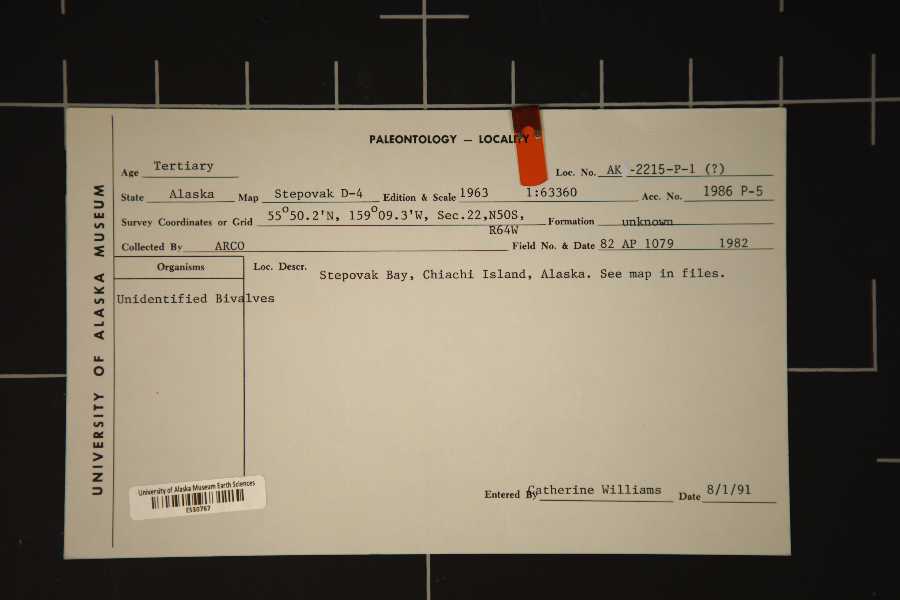 PALEONTOLOGY — LOCALITY
Age Tertiary Loc. No. AK -2215-P-1 (?)
State Alaska Map Stepovak D-4 Edition & Scale 1963 1:63360 Acc. No. 1986 P-5
Survey Coordinates or Grid 55°50.2'N, 159°09.3'W, Sec.22,N50S, Formation unknown
R64W
Collected By ARCO Field No. & Date 82 AP 1079 1982
Organisms Loc. Descr. Stepovak Bay, Chiachi Island, Alaska. See map in files.
Unidentified Bivalves
UNIVERSITY OF ALASKA MUSEUM
University of Alaska Museum Earth Sciences
ES30767
Entered By Catherine Williams Date 8/1/91